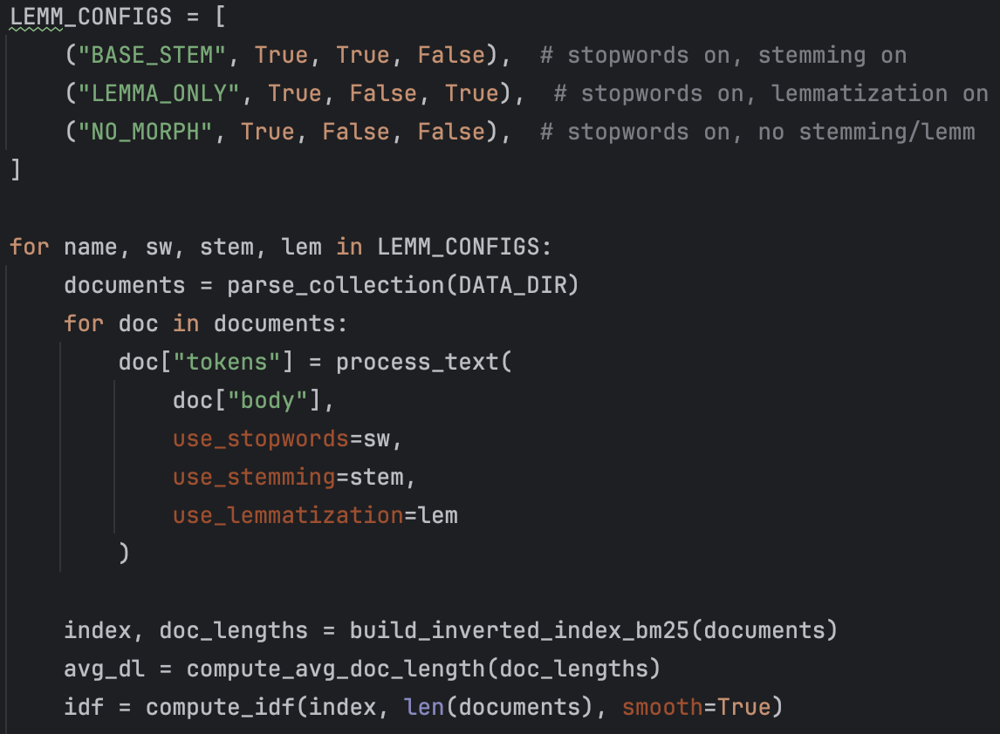 LEMM_CONFIGS = [
    ("BASE_STEM", True, True, False),  # stopwords on, stemming on
    ("LEMMA_ONLY", True, False, True),  # stopwords on, lemmatization on
    ("NO_MORPH", True, False, False),  # stopwords on, no stemming/lemm
]

for name, sw, stem, lem in LEMM_CONFIGS:
    documents = parse_collection(DATA_DIR)
    for doc in documents:
        doc["tokens"] = process_text(
            doc["body"],
            use_stopwords=sw,
            use_stemming=stem,
            use_lemmatization=lem
        )

    index, doc_lengths = build_inverted_index_bm25(documents)
    avg_dl = compute_avg_doc_length(doc_lengths)
    idf = compute_idf(index, len(documents), smooth=True)